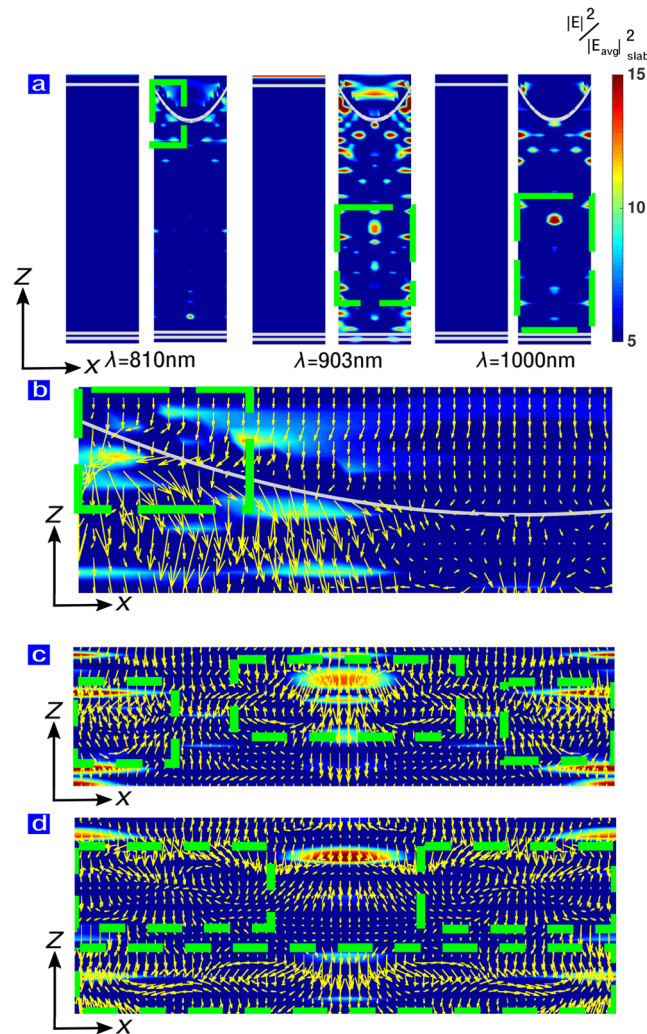 |E|²/|E_avg|²_slab
a
15
10
5
Z
x
λ=810nm
λ=903nm
λ=1000nm
b
Z
x
c
Z
x
d
Z
x